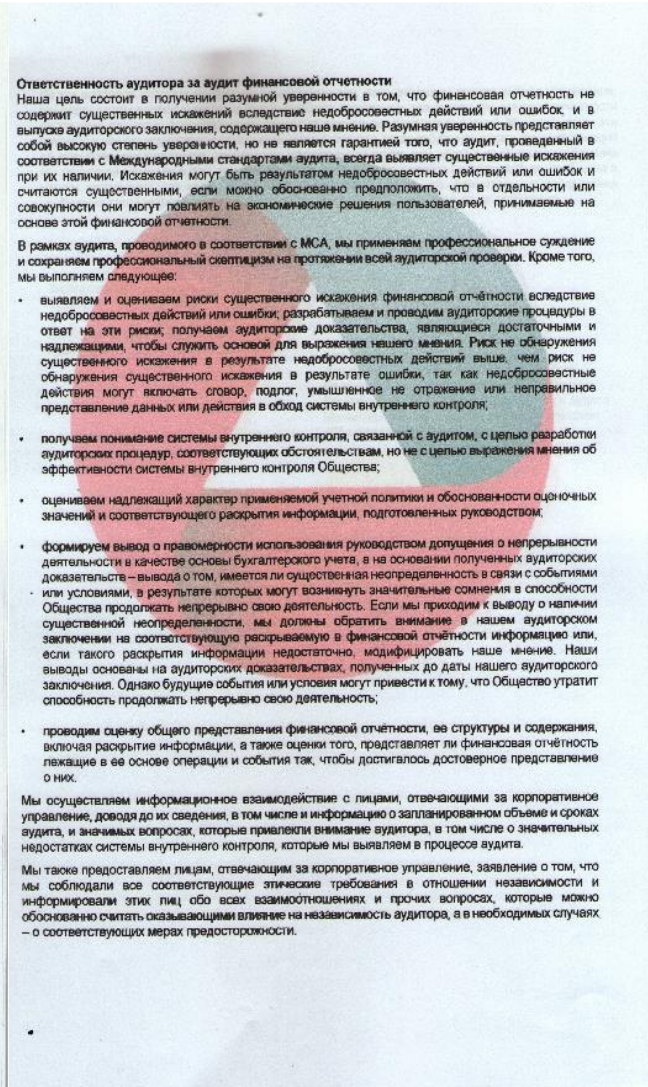 Ответственность аудитора за аудит финансовой отчетности
Наша цель состоит в получении разумной уверенности в том, что финансовая отчетность не
содержит существенных искажений вследствие недобросовестных действий или ошибок, и в
выпуске аудиторского заключения, содержащего наше мнение. Разумная уверенность представляет
собой высокую степень уверенности, но не является гарантией того, что аудит, проведенный в
соответствии с Международными стандартами аудита, всегда выявляет существенные искажения
при их наличии. Искажения могут быть результатом недобросовестных действий или ошибок и
считаются существенными, если можно обоснованно предположить, что в отдельности или
совокупности они могут повлиять на экономические решения пользователей, принимаемые на
основе этой финансовой отчетности.
В рамках аудита, проводимого в соответствии с МСА, мы применяем профессиональное суждение
и сохраняем профессиональный скептицизм на протяжении всей аудиторской проверки. Кроме того,
мы выполняем следующее:
• выявляем и оцениваем риски существенного искажения финансовой отчётности вследствие
недобросовестных действий или ошибки; разрабатываем и проводим аудиторские процедуры в
ответ на эти риски; получаем аудиторские доказательства, являющиеся достаточными и
надлежащими, чтобы служить основой для выражения нашего мнения. Риск не обнаружения
существенного искажения в результате недобросовестных действий выше, чем риск не
обнаружения существенного искажения в результате ошибки, так как недобросовестные
действия могут включать сговор, подлог, умышленное не отражение или неправильное
представление данных или действия в обход системы внутреннего контроля;
• получаем понимание системы внутреннего контроля, связанной с аудитом, с целью разработки
аудиторских процедур, соответствующих обстоятельствам, но не с целью выражения мнения об
эффективности системы внутреннего контроля Общества;
• оцениваем надлежащий характер применяемой учетной политики и обоснованности оценочных
значений и соответствующего раскрытия информации, подготовленных руководством;
• формируем вывод о правомерности использования руководством допущения о непрерывности
деятельности в качестве основы бухгалтерского учета, а на основании полученных аудиторских
доказательств – вывода о том, имеется ли существенная неопределенность в связи с событиями
или условиями, в результате которых могут возникнуть значительные сомнения в способности
Общества продолжать непрерывно свою деятельность. Если мы приходим к выводу о наличии
существенной неопределенности, мы должны обратить внимание в нашем аудиторском
заключении на соответствующую раскрываемую в финансовой отчётности информацию или,
если такого раскрытия информации недостаточно, модифицировать наше мнение. Наши
выводы основаны на аудиторских доказательствах, полученных до даты нашего аудиторского
заключения. Однако будущие события или условия могут привести к тому, что Общество утратит
способность продолжать непрерывно свою деятельность;
• проводим оценку общего представления финансовой отчётности, ее структуры и содержания,
включая раскрытие информации, а также оценки того, представляет ли финансовая отчётность
лежащие в ее основе операции и события так, чтобы достигалось достоверное представление
о них.
Мы осуществляем информационное взаимодействие с лицами, отвечающими за корпоративное
управление, доводя до их сведения, в том числе и информацию о запланированном объеме и сроках
аудита, и значимых вопросах, которые привлекли внимание аудитора, в том числе о значительных
недостатках системы внутреннего контроля, которые мы выявляем в процессе аудита.
Мы также предоставляем лицам, отвечающим за корпоративное управление, заявление о том, что
мы соблюдали все соответствующие этические требования в отношении независимости и
информировали этих лиц обо всех взаимоотношениях и прочих вопросах, которые можно
обоснованно считать оказывающими влияние на независимость аудитора, а в необходимых случаях
– о соответствующих мерах предосторожности.